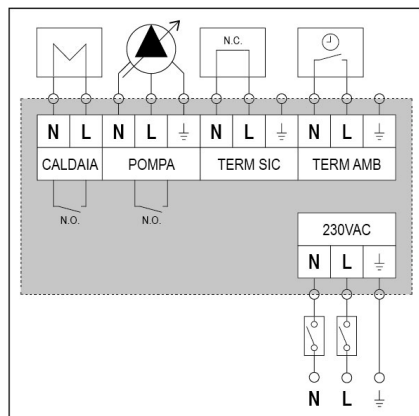 N.C.
N L N L N L N L
CALDAIA POMPA TERM SIC TERM AMB
N.O. N.O.
230VAC
N L
N L